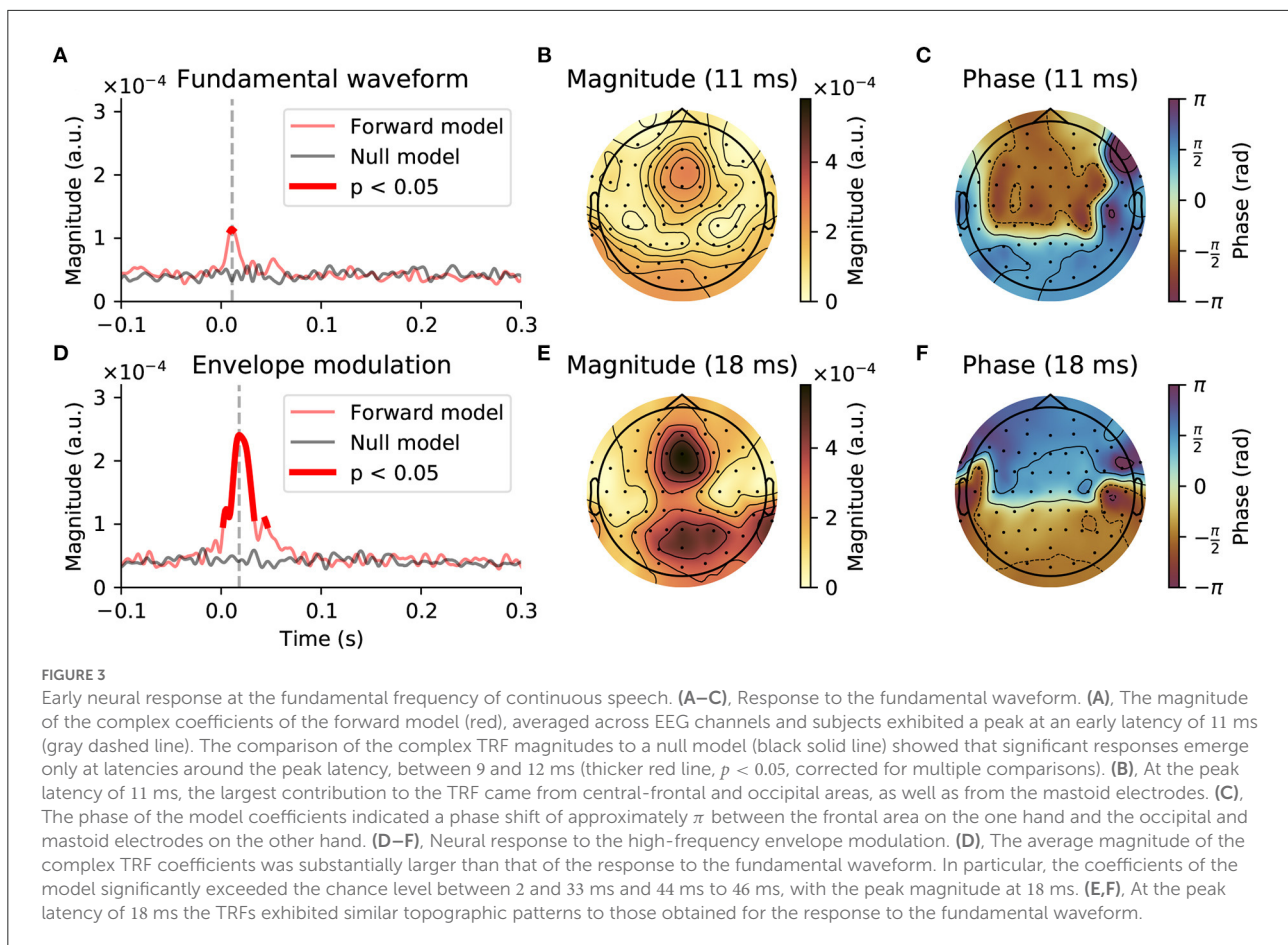 A
×10⁻⁴
Fundamental waveform
3
2
1
0
Magnitude (a.u.)
Forward model
Null model
p < 0.05
−0.1 0.0 0.1 0.2 0.3
B
Magnitude (11 ms)
×10⁻⁴
4
2
0
Magnitude (a.u.)
C
Phase (11 ms)
π
π/2
0
−π/2
−π
Phase (rad)
D
×10⁻⁴
Envelope modulation
3
2
1
0
Magnitude (a.u.)
Forward model
Null model
p < 0.05
−0.1 0.0 0.1 0.2 0.3
Time (s)
E
Magnitude (18 ms)
×10⁻⁴
4
2
0
Magnitude (a.u.)
F
Phase (18 ms)
π
π/2
0
−π/2
−π
Phase (rad)
FIGURE 3
Early neural response at the fundamental frequency of continuous speech. (A–C), Response to the fundamental waveform. (A), The magnitude
of the complex coefficients of the forward model (red), averaged across EEG channels and subjects exhibited a peak at an early latency of 11 ms
(gray dashed line). The comparison of the complex TRF magnitudes to a null model (black solid line) showed that significant responses emerge
only at latencies around the peak latency, between 9 and 12 ms (thicker red line, p < 0.05, corrected for multiple comparisons). (B), At the peak
latency of 11 ms, the largest contribution to the TRF came from central-frontal and occipital areas, as well as from the mastoid electrodes. (C),
The phase of the model coefficients indicated a phase shift of approximately π between the frontal area on the one hand and the occipital and
mastoid electrodes on the other hand. (D–F), Neural response to the high-frequency envelope modulation. (D), The average magnitude of the
complex TRF coefficients was substantially larger than that of the response to the fundamental waveform. In particular, the coefficients of the
model significantly exceeded the chance level between 2 and 33 ms and 44 ms to 46 ms, with the peak magnitude at 18 ms. (E,F), At the peak
latency of 18 ms the TRFs exhibited similar topographic patterns to those obtained for the response to the fundamental waveform.